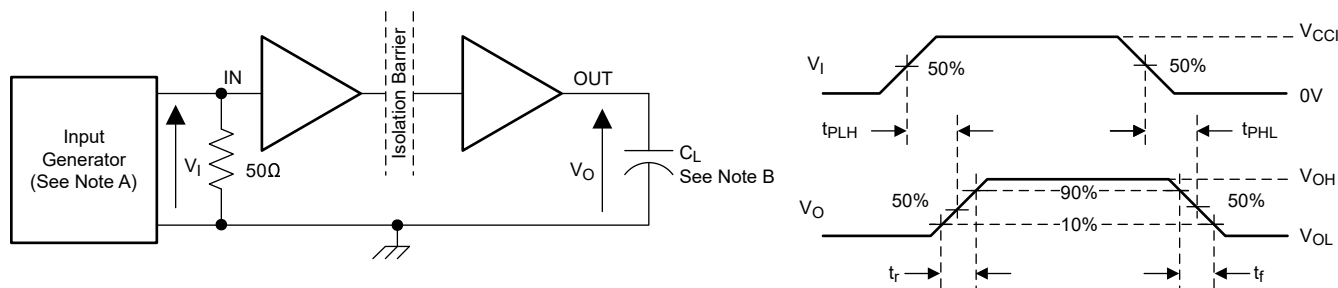 Input
Generator
(See Note A)
V_I
IN
50Ω
Isolation Barrier
OUT
V_O
C_L
See Note B
V_I
50%
50%
V_CCI
0V
t_PLH
t_PHL
V_O
50%
90%
10%
50%
V_OH
V_OL
t_r
t_f